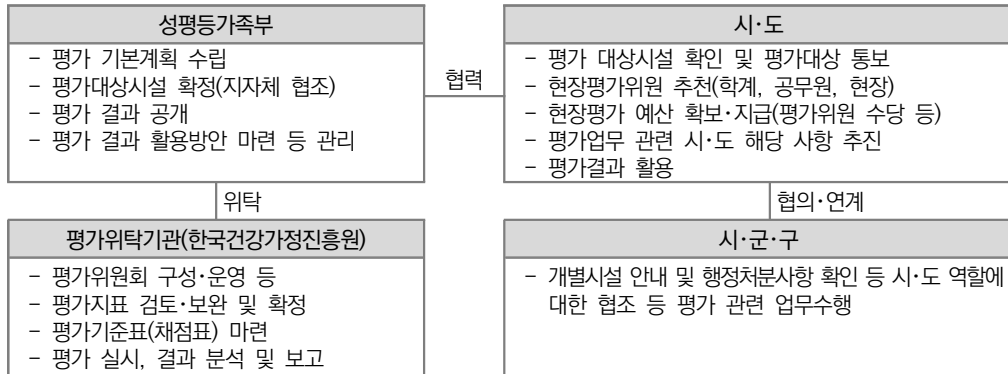 성평등가족부
- 평가 기본계획 수립
- 평가대상시설 확정(지자체 협조)
- 평가 결과 공개
- 평가 결과 활용방안 마련 등 관리
협력
시·도
- 평가 대상시설 확인 및 평가대상 통보
- 현장평가위원 추천(학계, 공무원, 현장)
- 현장평가 예산 확보·지급(평가위원 수당 등)
- 평가업무 관련 시·도 해당 사항 추진
- 평가결과 활용
위탁
협의·연계
평가위탁기관(한국건강가정진흥원)
- 평가위원회 구성·운영 등
- 평가지표 검토·보완 및 확정
- 평가기준표(채점표) 마련
- 평가 실시, 결과 분석 및 보고
시·군·구
- 개별시설 안내 및 행정처분사항 확인 등 시·도 역할에
대한 협조 등 평가 관련 업무수행